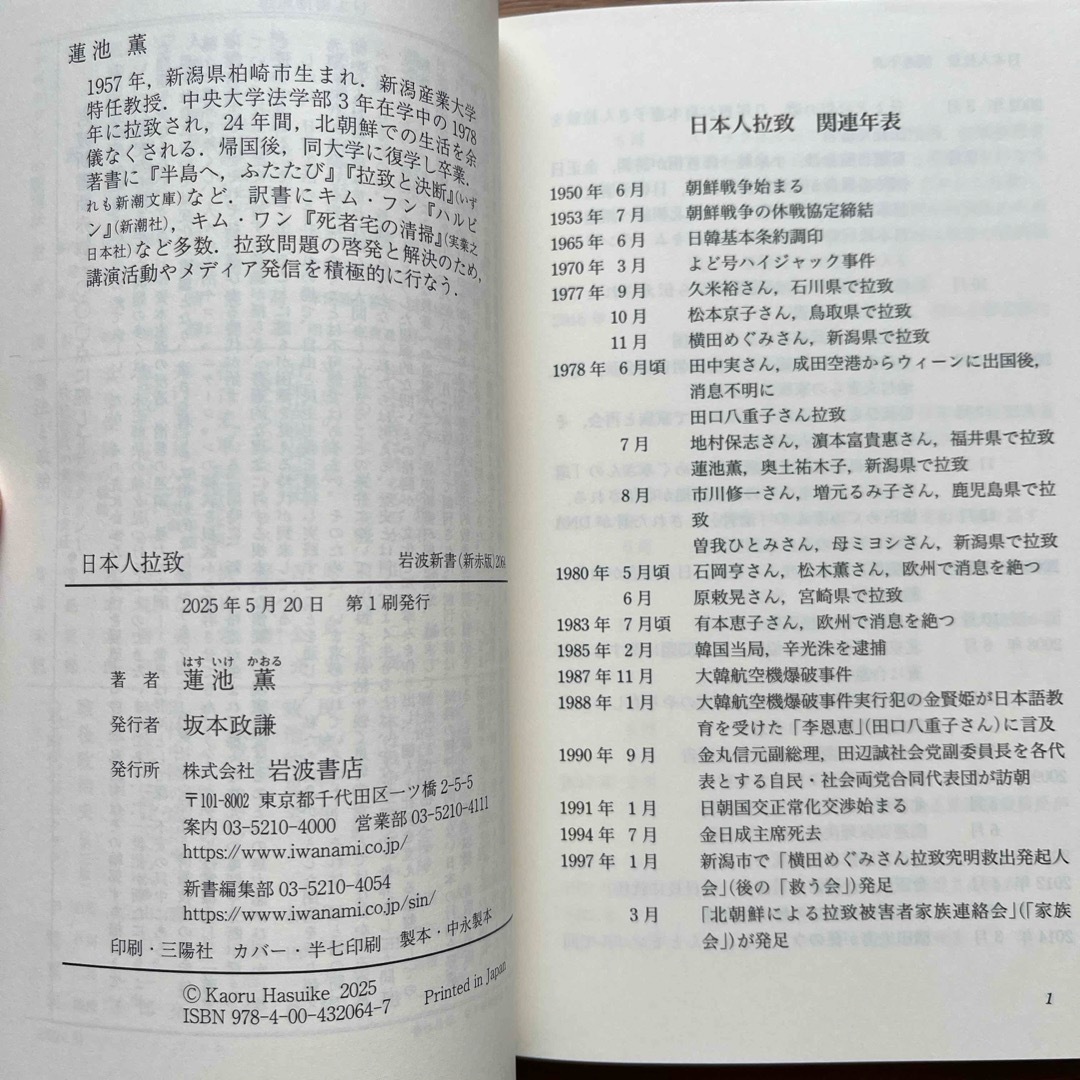 蓮池 薫
1957年，新潟県柏崎市生まれ．新潟産業大学
特任教授．中央大学法学部3年在学中の1978
年に拉致され，24年間，北朝鮮での生活を余
儀なくされる．帰国後，同大学に復学し卒業．
著書に『半島へ，ふたたび』『拉致と決断』(いず
れも新潮文庫)など．訳書にキム・フン『ハルビ
ン』(新潮社)，キム・ワン『死者宅の清掃』(実業之
日本社)など多数．拉致問題の啓発と解決のため，
講演活動やメディア発信を積極的に行なう．
日本人拉致 岩波新書(新赤版)
2025年5月20日 第1刷発行
はす いけ かおる
著者 蓮池 薫
発行者 坂本政謙
発行所 株式会社 岩波書店
〒101-8002 東京都千代田区一ツ橋2-5-5
案内 03-5210-4000 営業部 03-5210-4111
https://www.iwanami.co.jp/
新書編集部 03-5210-4054
https://www.iwanami.co.jp/sin/
印刷・三陽社 カバー・半七印刷 製本・中永製本
© Kaoru Hasuike 2025
ISBN 978-4-00-432064-7 Printed in Japan
日本人拉致 関連年表
1950年 6月 朝鮮戦争始まる
1953年 7月 朝鮮戦争の休戦協定締結
1965年 6月 日韓基本条約調印
1970年 3月 よど号ハイジャック事件
1977年 9月 久米裕さん，石川県で拉致
10月 松本京子さん，鳥取県で拉致
11月 横田めぐみさん，新潟県で拉致
1978年 6月頃 田中実さん，成田空港からウィーンに出国後，
消息不明に
田口八重子さん拉致
7月 地村保志さん，濵本富貴惠さん，福井県で拉致
蓮池薫，奥土祐木子，新潟県で拉致
8月 市川修一さん，増元るみ子さん，鹿児島県で拉
致
曽我ひとみさん，母ミヨシさん，新潟県で拉致
1980年 5月頃 石岡亨さん，松木薫さん，欧州で消息を絶つ
6月 原敕晁さん，宮崎県で拉致
1983年 7月頃 有本恵子さん，欧州で消息を絶つ
1985年 2月 韓国当局，辛光洙を逮捕
1987年11月 大韓航空機爆破事件
1988年 1月 大韓航空機爆破事件実行犯の金賢姫が日本語教
育を受けた「李恩恵」(田口八重子さん)に言及
1990年 9月 金丸信元副総理，田辺誠社会党副委員長を各代
表とする自民・社会両党合同代表団が訪朝
1991年 1月 日朝国交正常化交渉始まる
1994年 7月 金日成主席死去
1997年 1月 新潟市で「横田めぐみさん拉致究明救出発起人
会」(後の「救う会」)発足
3月 「北朝鮮による拉致被害者家族連絡会」(「家族
会」)が発足
1